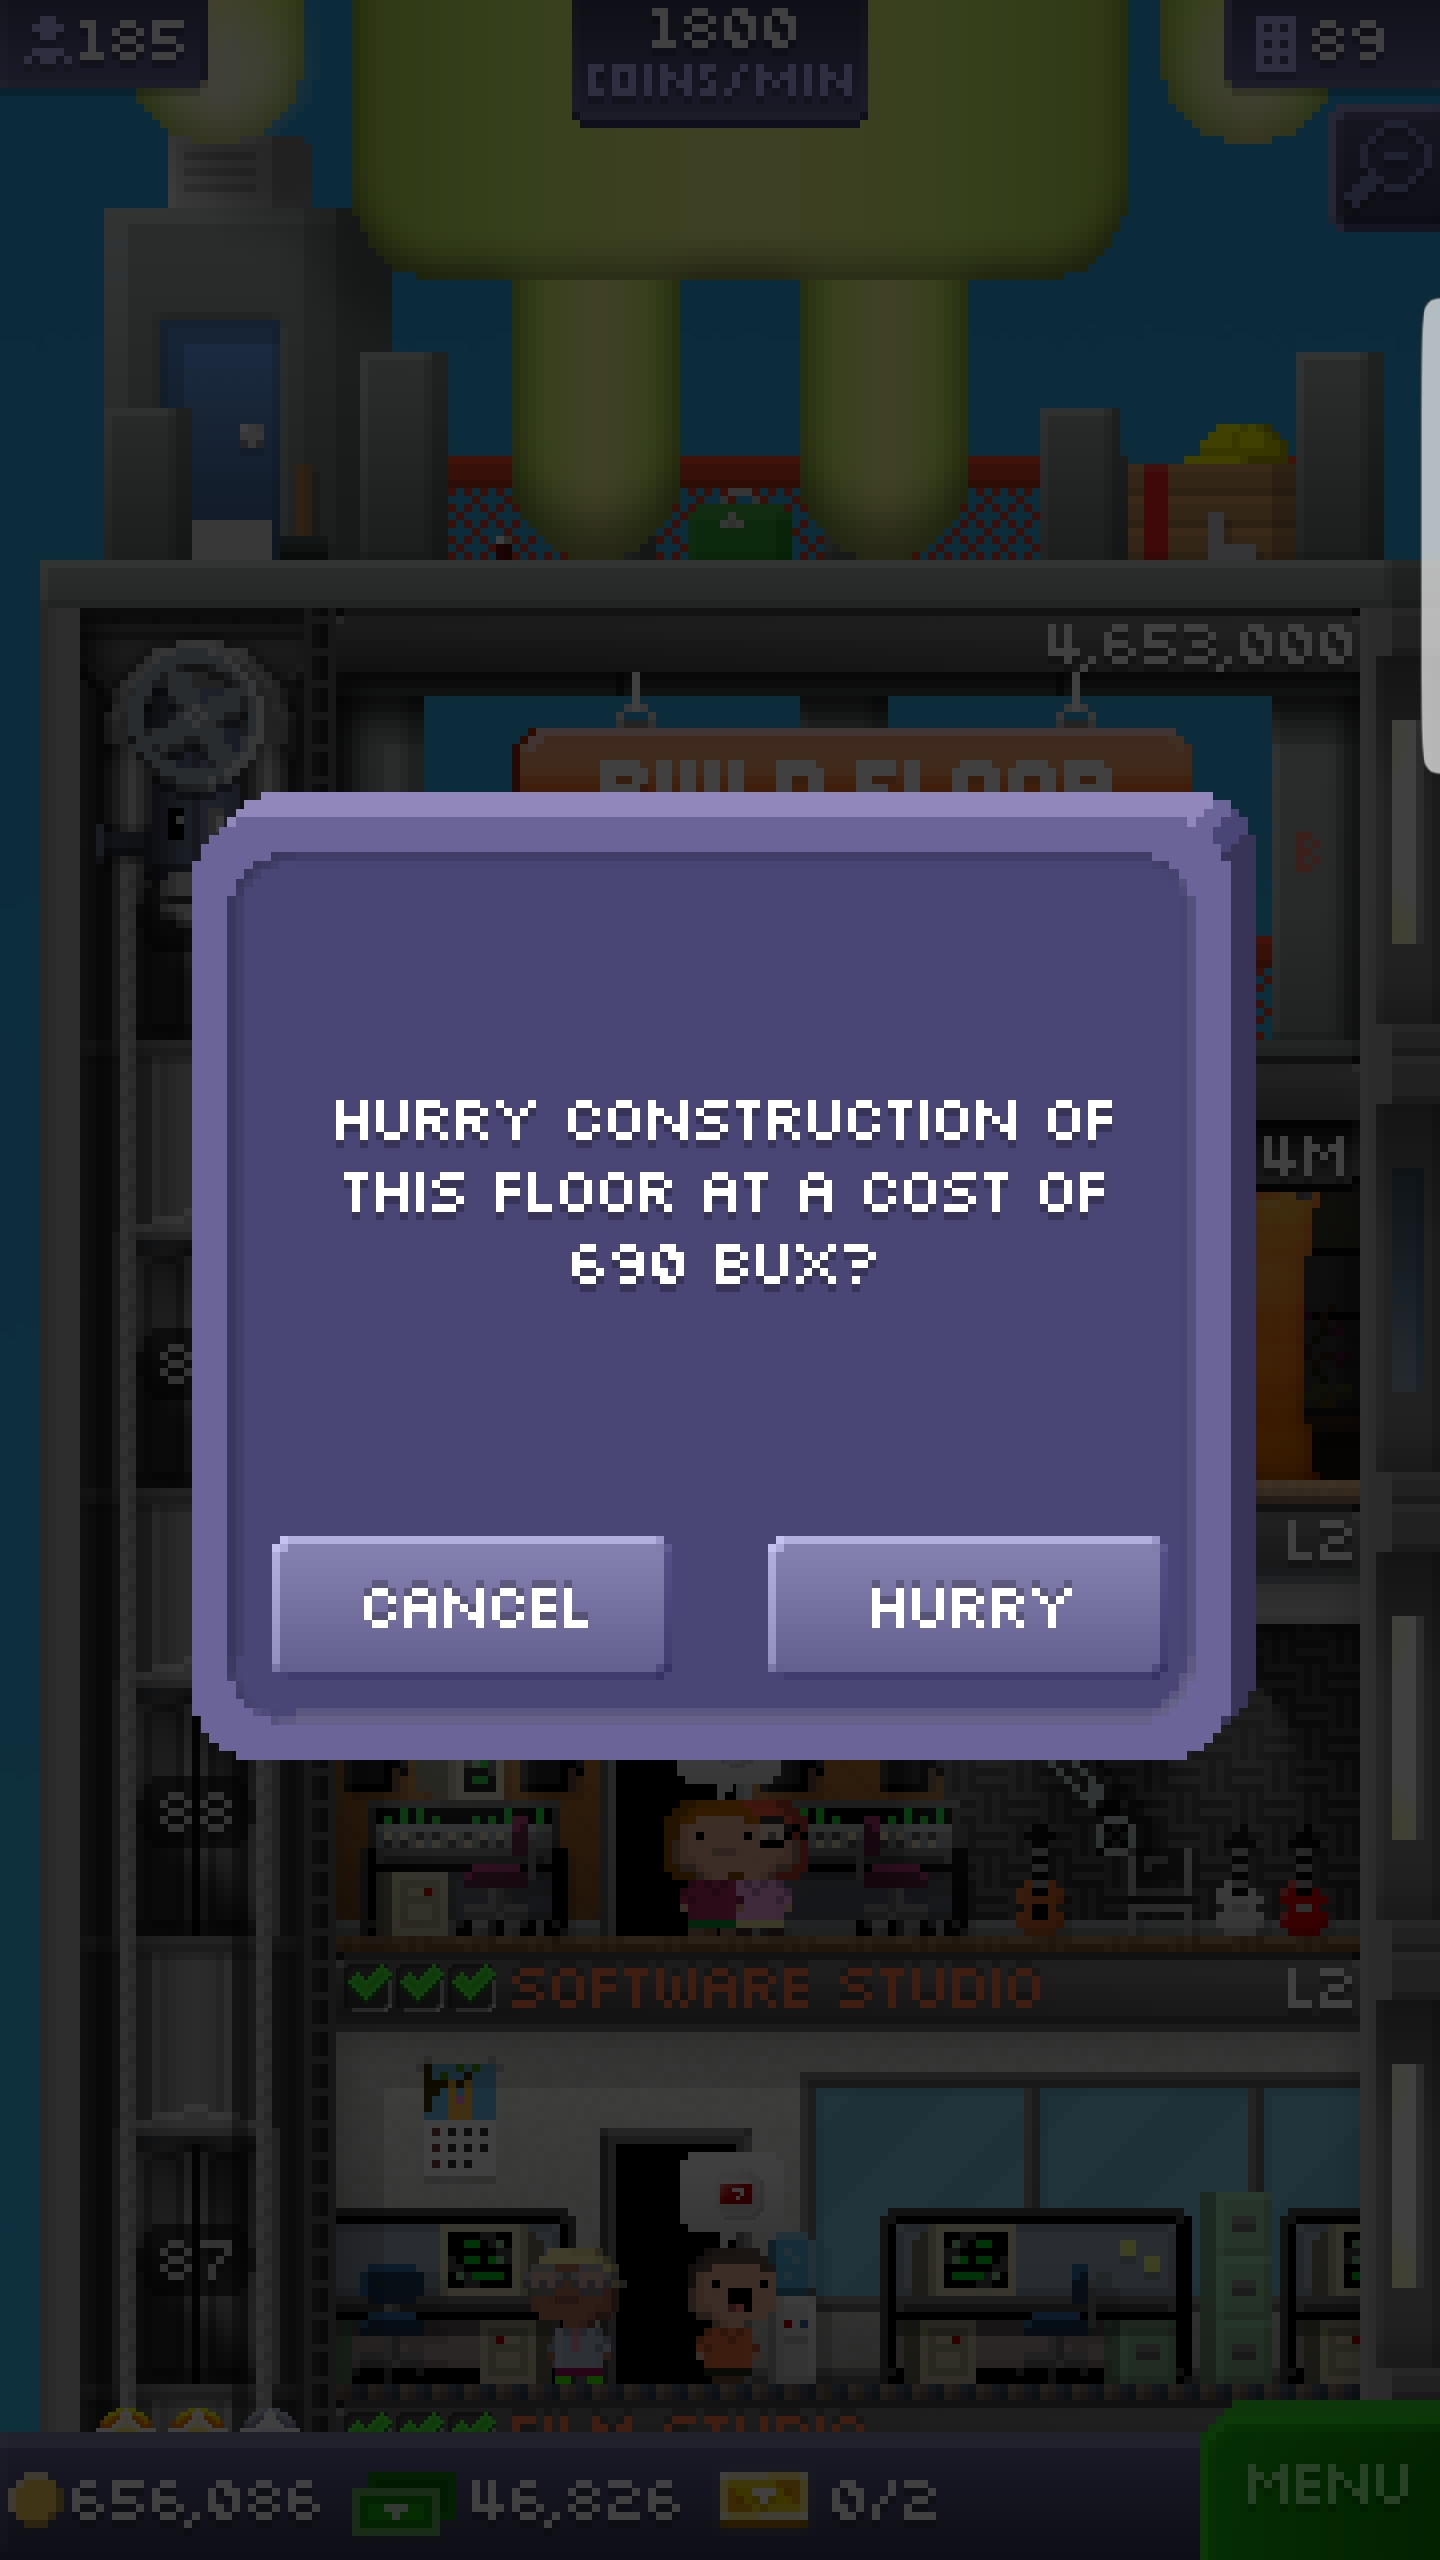 185
1800
COINS/MIN
89
4,653,000
BUILD FLOOR
B
HURRY CONSTRUCTION OF
THIS FLOOR AT A COST OF
690 BUX?
4M
8
CANCEL
HURRY
L2
88
SOFTWARE STUDIO
L2
87
?
FILM STUDIO
656,086
46,826
0/2
MENU